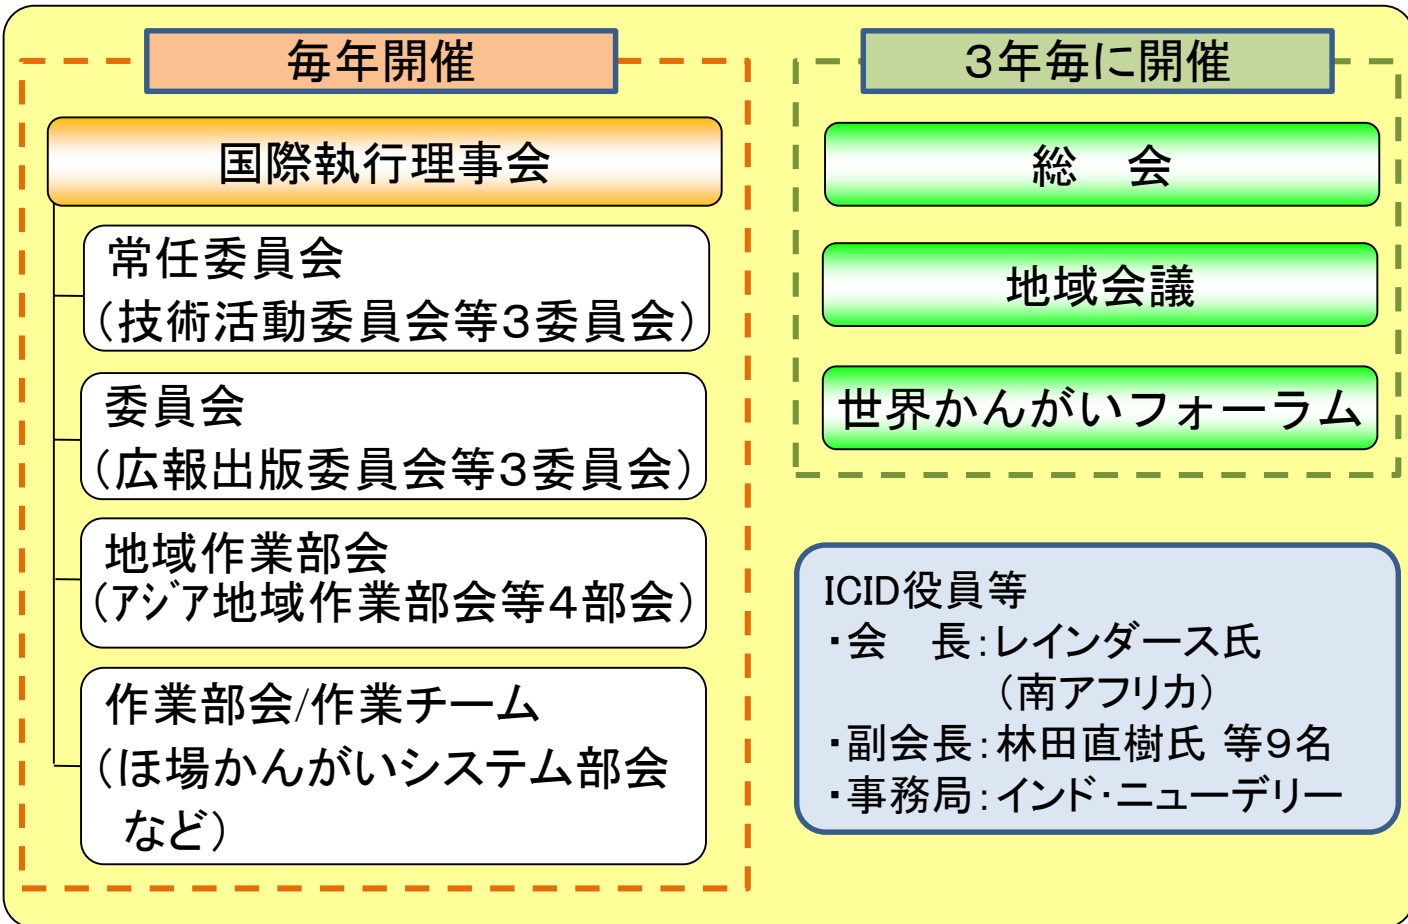 毎年開催
国際執行理事会
常任委員会
（技術活動委員会等３委員会）
委員会
（広報出版委員会等３委員会）
地域作業部会
（ｱｼﾞｱ地域作業部会等４部会）
作業部会/作業チーム
（ほ場かんがいシステム部会
など）
３年毎に開催
総　会
地域会議
世界かんがいフォーラム
ICID役員等
・会　長：レインダース氏
（南アフリカ）
・副会長：林田直樹氏 等９名
・事務局：インド・ニューデリー